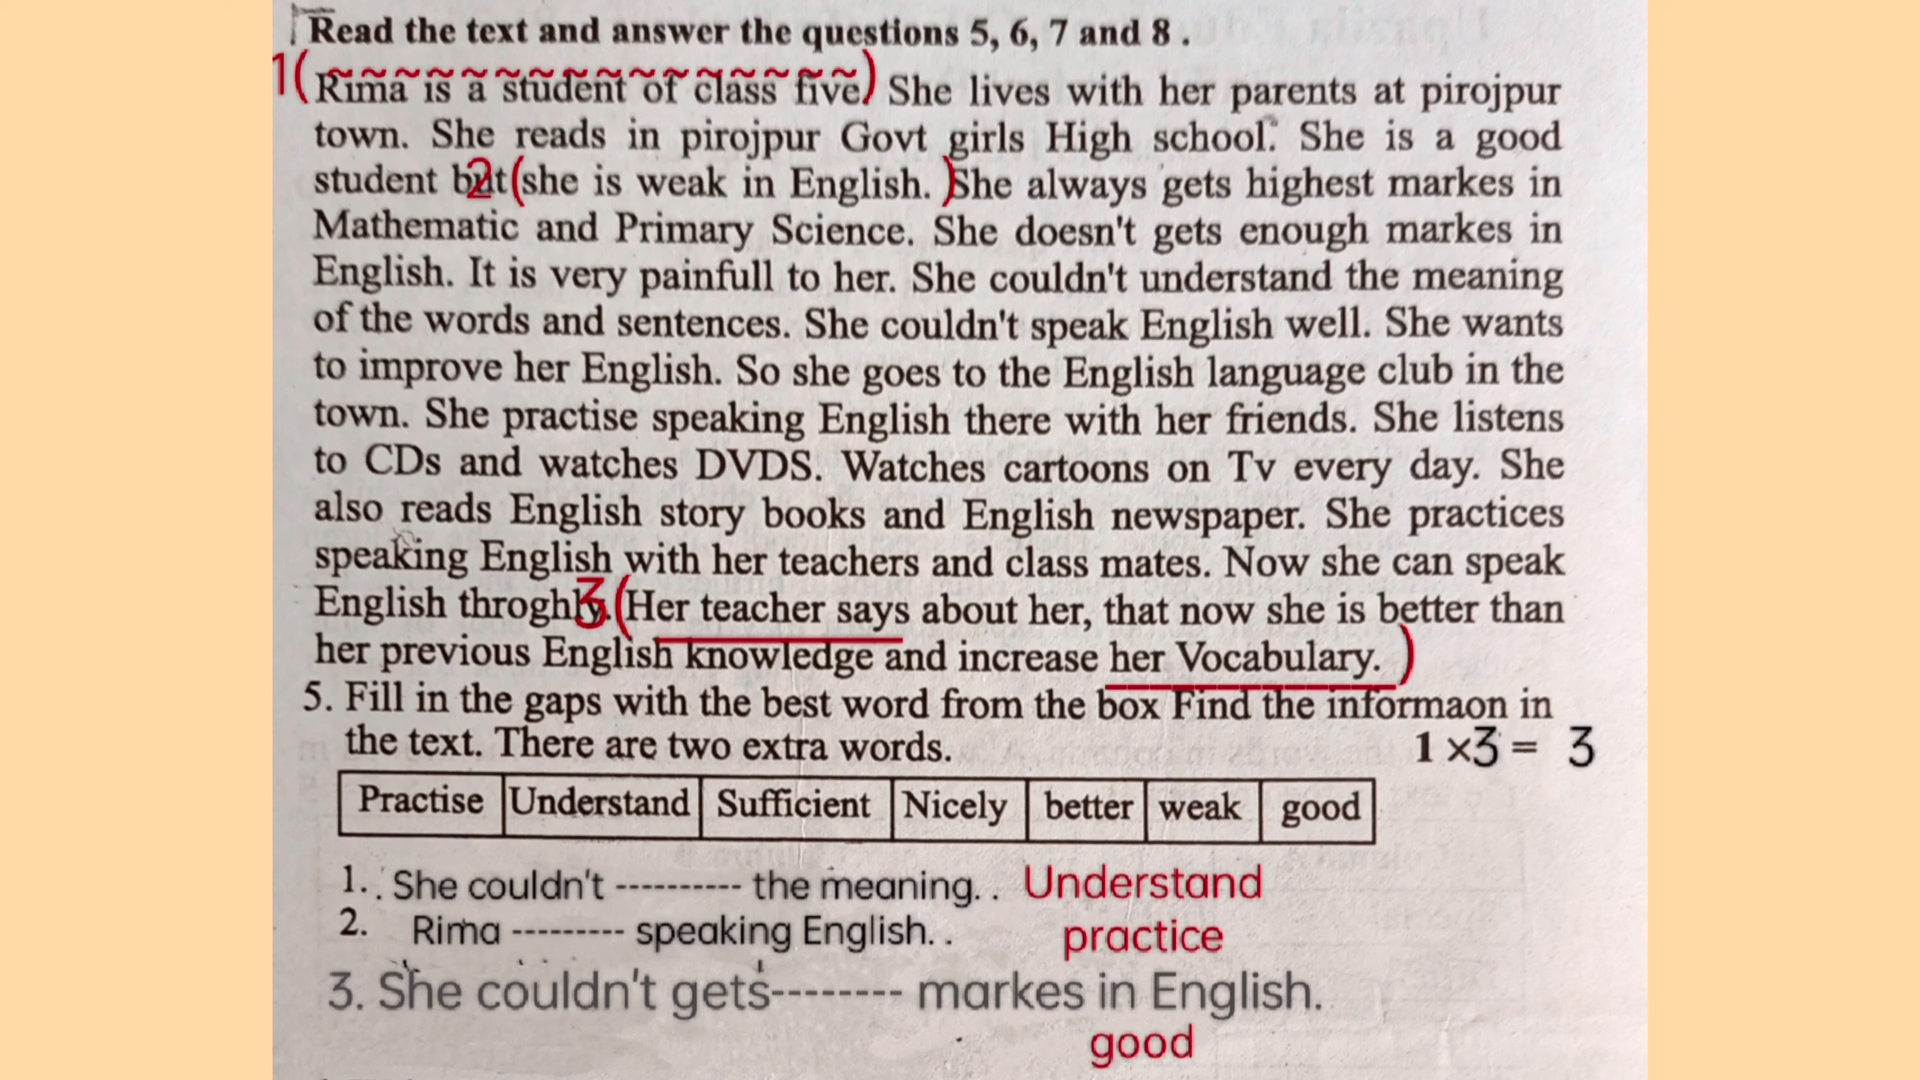 Read the text and answer the questions 5, 6, 7 and 8 .
1( Rima is a student of class five.) She lives with her parents at pirojpur
town. She reads in pirojpur Govt girls High school. She is a good
student but 2 (she is weak in English. ) She always gets highest markes in
Mathematic and Primary Science. She doesn't gets enough markes in
English. It is very painfull to her. She couldn't understand the meaning
of the words and sentences. She couldn't speak English well. She wants
to improve her English. So she goes to the English language club in the
town. She practise speaking English there with her friends. She listens
to CDs and watches DVDS. Watches cartoons on Tv every day. She
also reads English story books and English newspaper. She practices
speaking English with her teachers and class mates. Now she can speak
English throghly. 3 (Her teacher says about her, that now she is better than
her previous English knowledge and increase her Vocabulary. )
5. Fill in the gaps with the best word from the box Find the informaon in
the text. There are two extra words. 1 ×3 = 3
Practise Understand Sufficient Nicely better weak good
1. . She couldn't ---------- the meaning. . Understand
2. Rima --------- speaking English. . practice
3. She couldn't gets-------- markes in English.
good